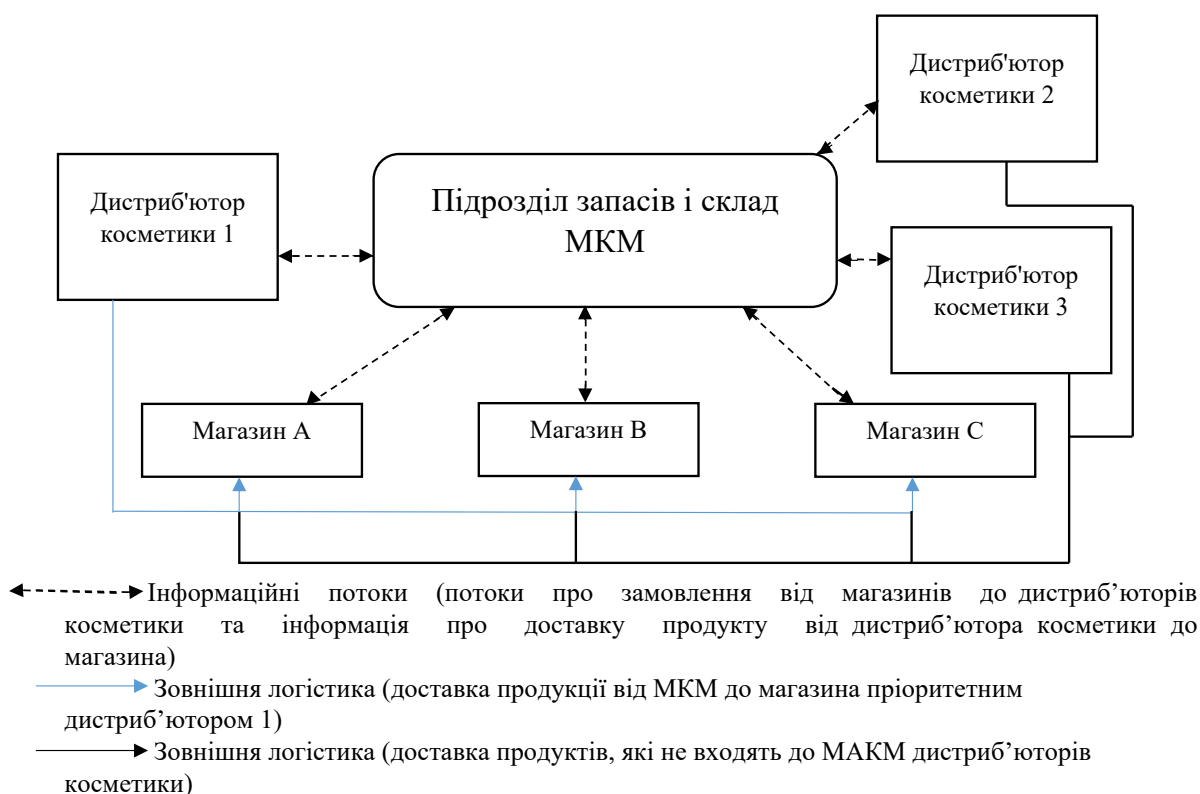 Дистриб'ютор
косметики 2
Підрозділ запасів і склад
МКМ
Дистриб'ютор
косметики 1
Дистриб'ютор
косметики 3
Магазин А
Магазин В
Магазин С
Інформаційні потоки (потоки про замовлення від магазинів до дистриб’юторів
косметики та інформація про доставку продукту від дистриб’ютора косметики до
магазина)
Зовнішня логістика (доставка продукції від МКМ до магазина пріоритетним
дистриб’ютором 1)
Зовнішня логістика (доставка продуктів, які не входять до МАКМ дистриб’юторів
косметики)